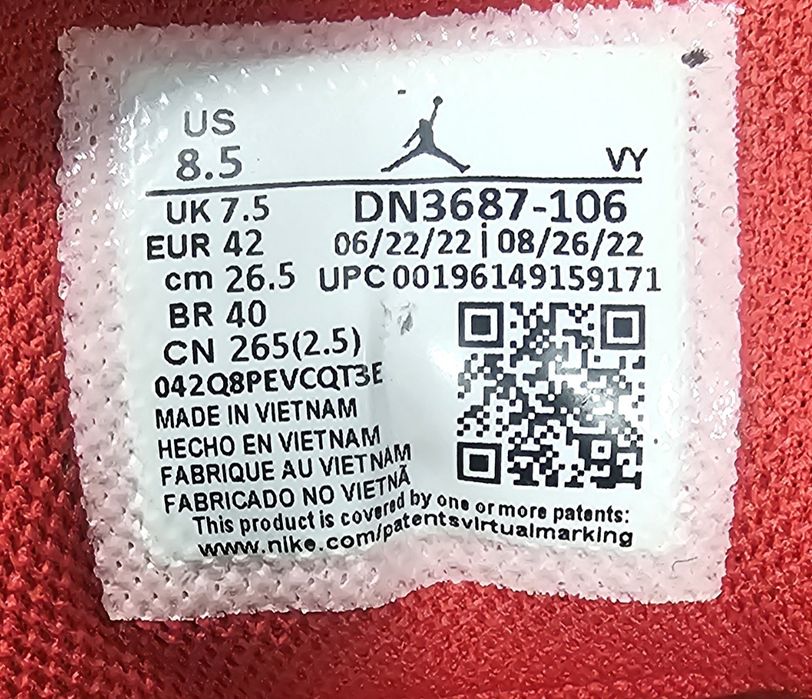 US
8.5
VY
UK 7.5
DN3687-106
EUR 42
06/22/22 | 08/26/22
cm 26.5
UPC 00196149159171
BR 40
CN 265(2.5)
042Q8PEVCQT3E
MADE IN VIETNAM
HECHO EN VIETNAM
FABRIQUE AU VIETNAM
FABRICADO NO VIETNÃ
This product is covered by one or more patents:
www.nike.com/patentsvirtualmarking